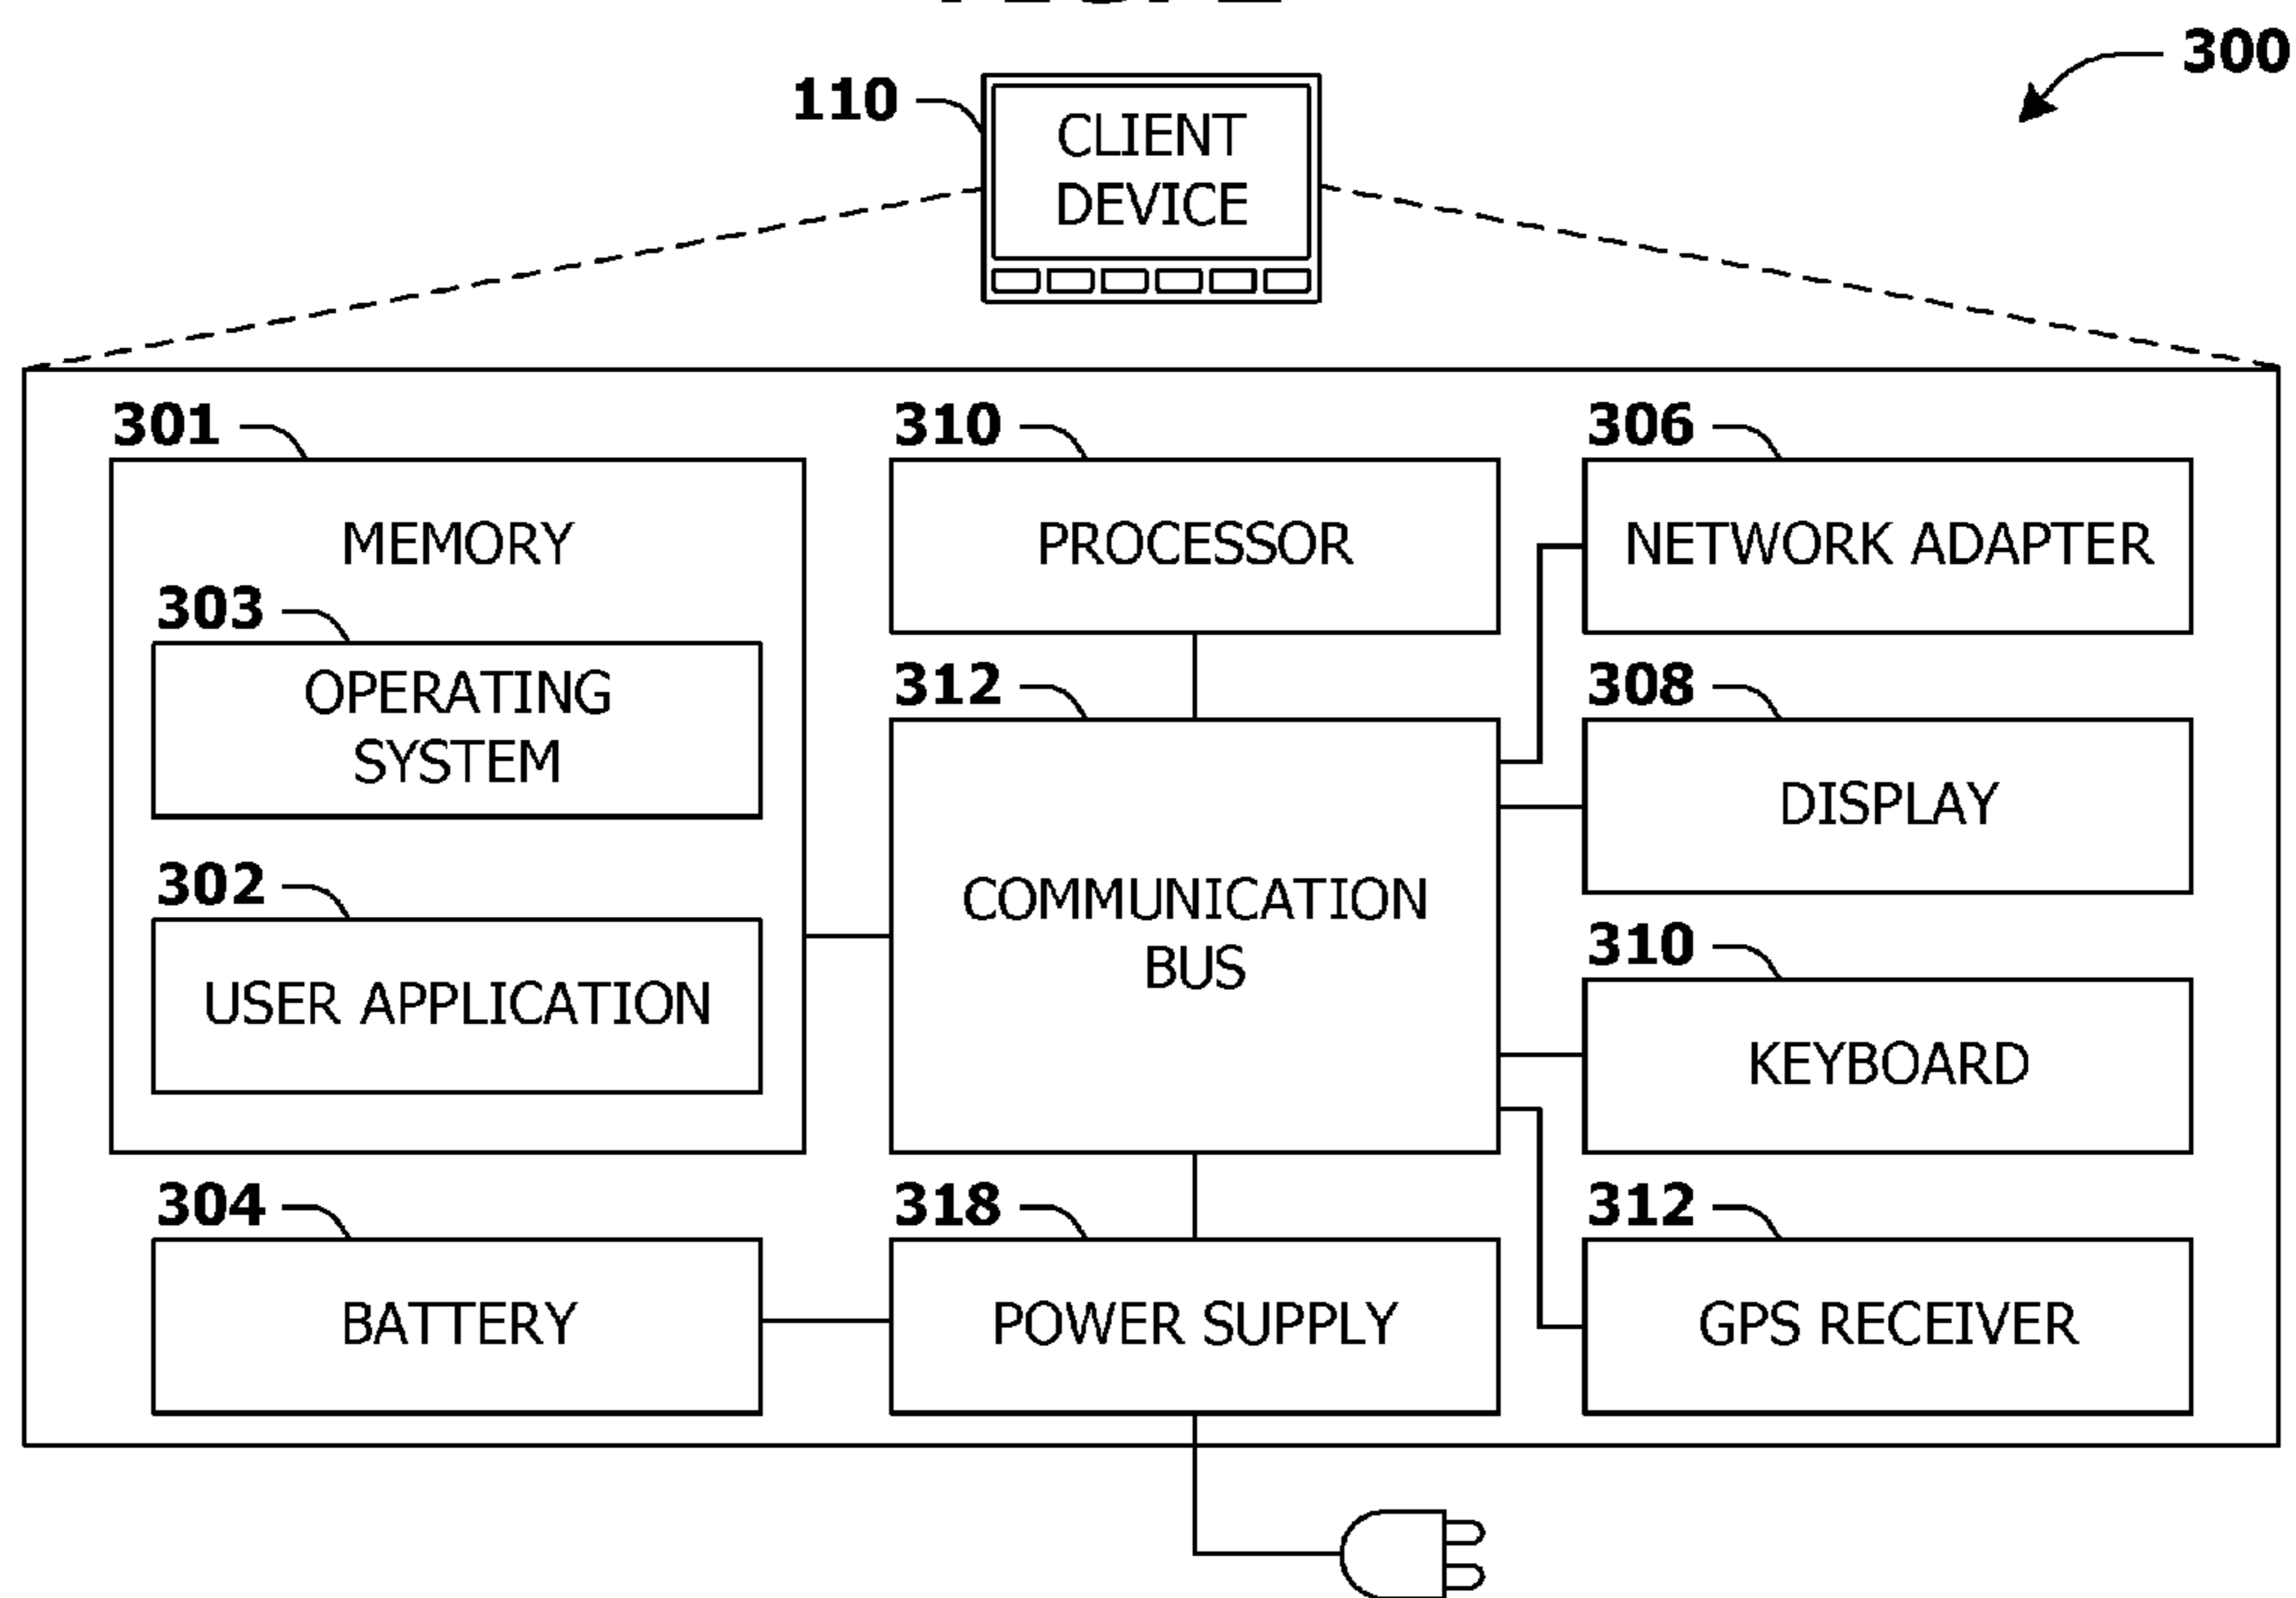 300
110
CLIENT
DEVICE
301
MEMORY
303
OPERATING
SYSTEM
302
USER APPLICATION
304
BATTERY
310
PROCESSOR
312
COMMUNICATION
BUS
318
POWER SUPPLY
306
NETWORK ADAPTER
308
DISPLAY
310
KEYBOARD
312
GPS RECEIVER